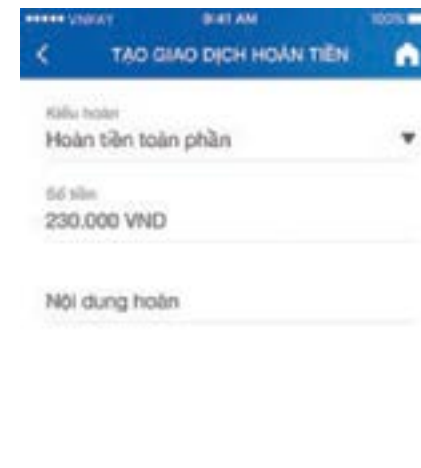 VNPAY 9:41 AM 100%
TẠO GIAO DỊCH HOÀN TIỀN
Kiểu hoàn
Hoàn tiền toàn phần
Số tiền
230.000 VND
Nội dung hoàn